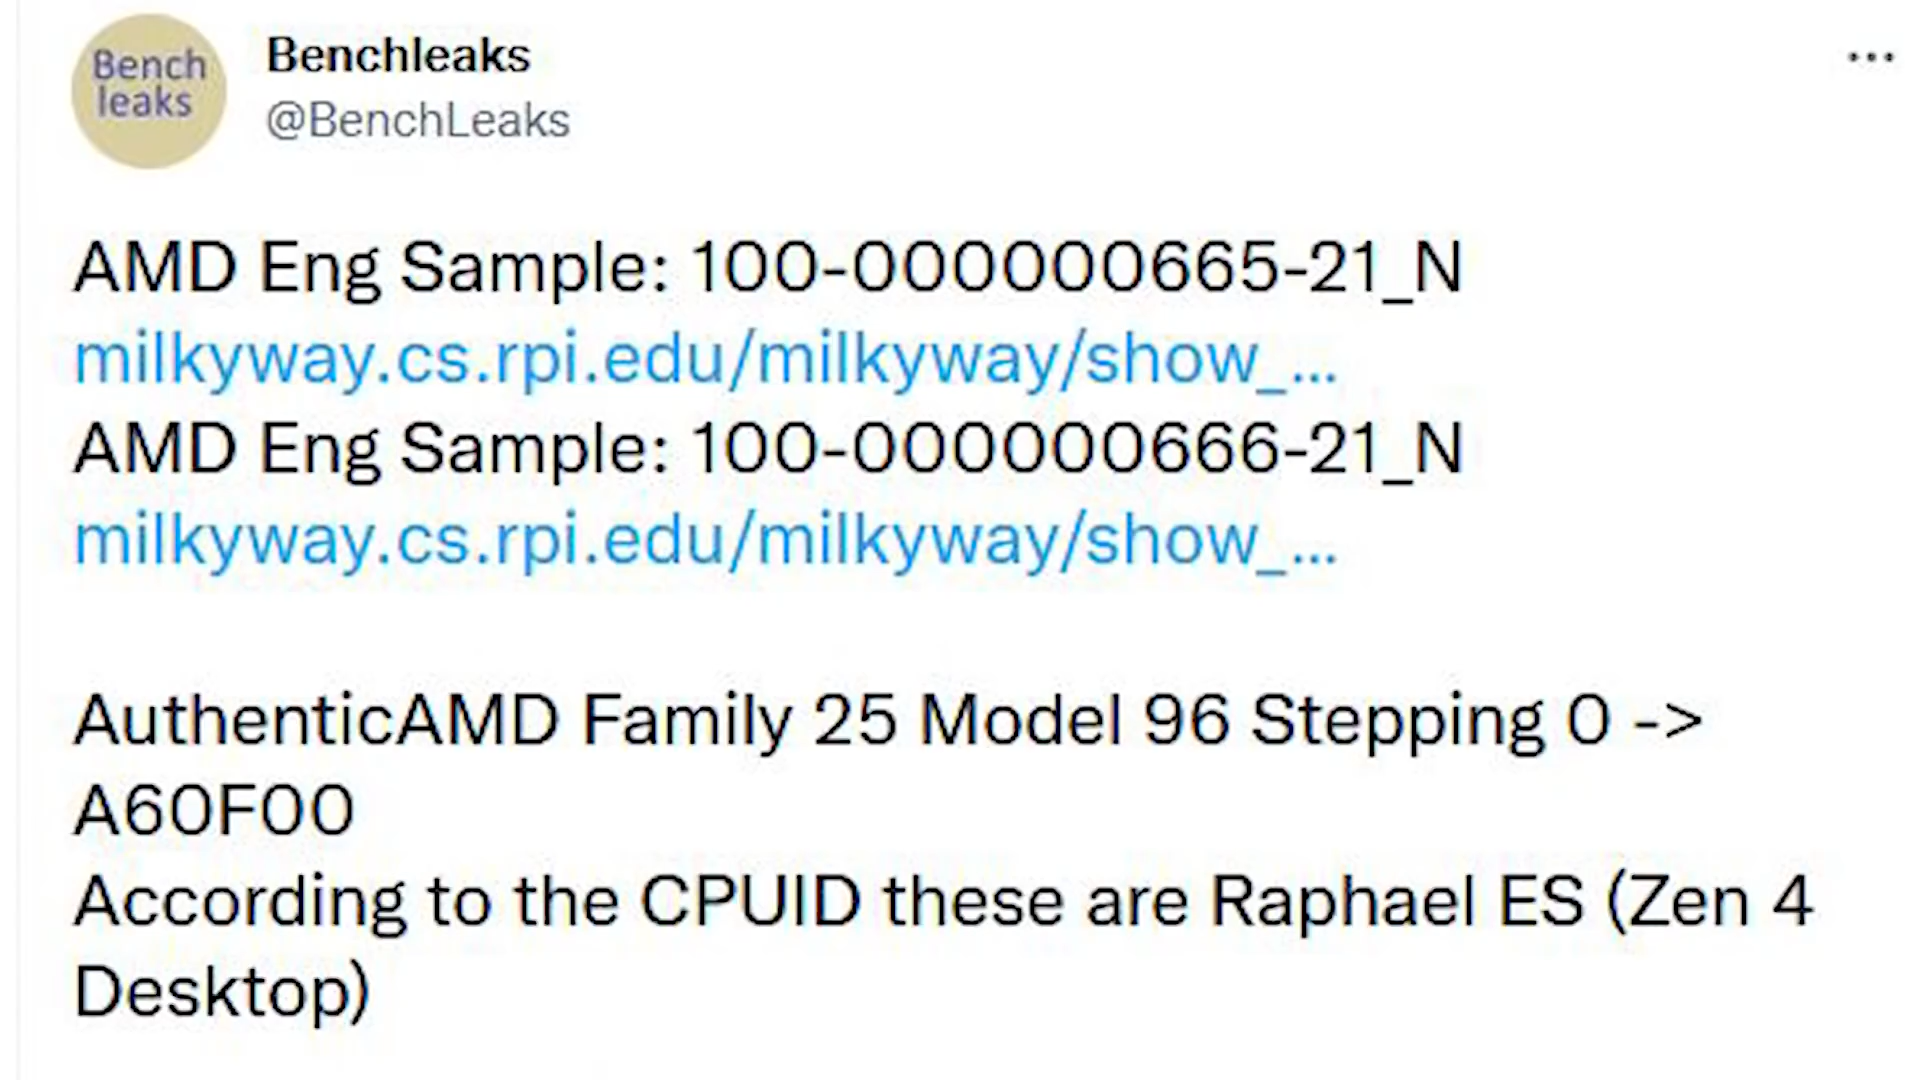 Bench
leaks
Benchleaks
@BenchLeaks
AMD Eng Sample: 100-000000665-21_N
milkyway.cs.rpi.edu/milkyway/show_...
AMD Eng Sample: 100-000000666-21_N
milkyway.cs.rpi.edu/milkyway/show_...
AuthenticAMD Family 25 Model 96 Stepping 0 ->
A60F00
According to the CPUID these are Raphael ES (Zen 4
Desktop)